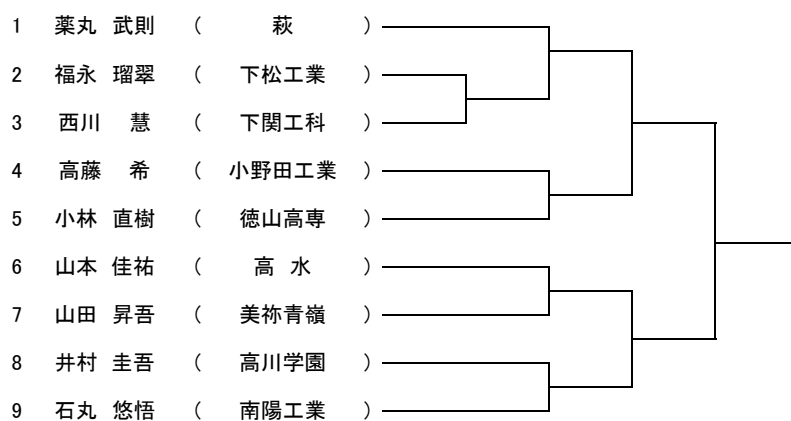 1 薬丸 武則 ( 萩 )
2 福永 瑠翠 ( 下松工業 )
3 西川 慧 ( 下関工科 )
4 高藤 希 ( 小野田工業 )
5 小林 直樹 ( 徳山高専 )
6 山本 佳祐 ( 高 水 )
7 山田 昇吾 ( 美祢青嶺 )
8 井村 圭吾 ( 高川学園 )
9 石丸 悠悟 ( 南陽工業 )